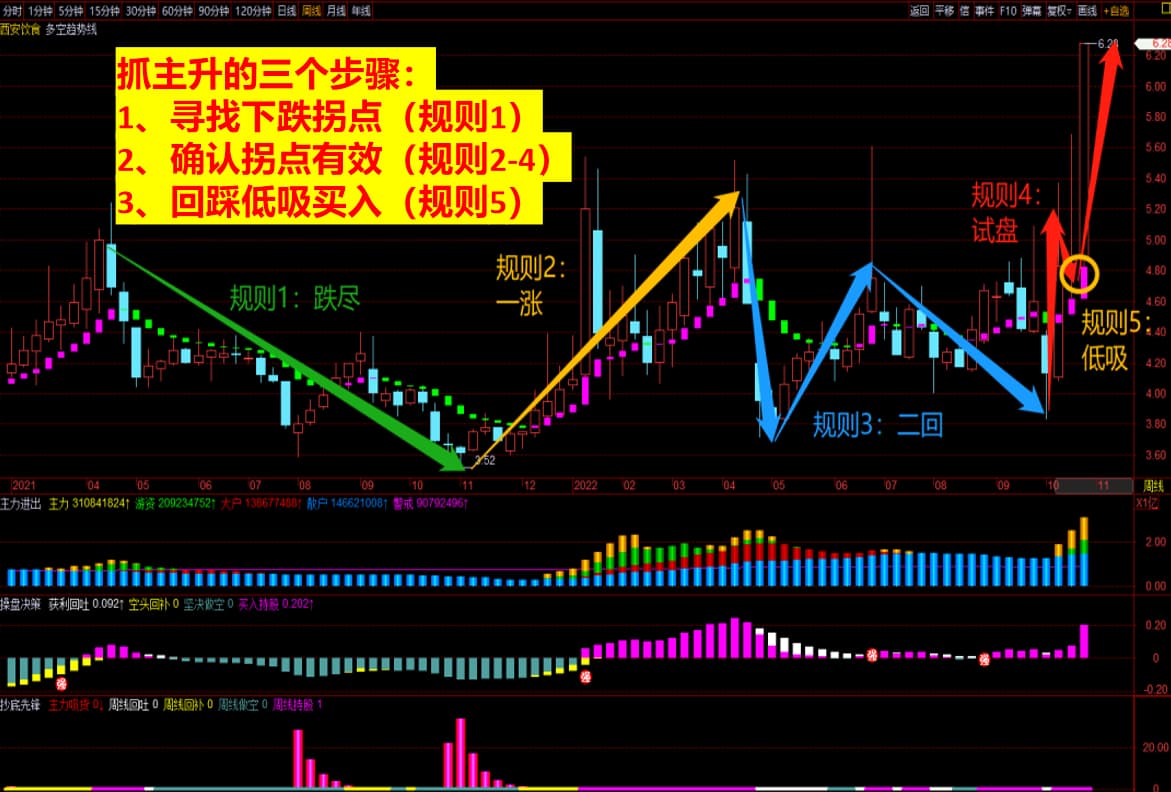 分时 1分钟 5分钟 15分钟 30分钟 60分钟 90分钟 120分钟 日线 周线 月线 年线
返回 平移 信 事件 F10 弹幕 复权 画线 +自选
西安饮食 多空趋势线
抓主升的三个步骤：
1、寻找下跌拐点（规则1）
2、确认拐点有效（规则2-4）
3、回踩低吸买入（规则5）
规则1：跌尽
规则2：
一涨
规则3：二回
规则4：
试盘
规则5：
低吸
3.52
6.28
6.28
6.20
6.00
5.80
5.60
5.40
5.20
5.00
4.80
4.60
4.40
4.20
4.00
3.80
3.60
2021 04 05 06 07 08 09 10 11 12 2022 02 03 04 05 06 07 08 09 10 11 周线
主力进出 主力 310841824↑ 游资 209234752↑ 大户 138677488↑ 散户 146621008↑ 警戒 90792496↑
X1亿
2.00
0.00
操盘决策 获利回吐 0.092↑ 空头回补 0 坚决做空 0 买入持股 0.202↑
0.20
0
-0.20
强
强
强
强
抄底先锋 主力吸货 0↓ 周线回吐 0 周线回补 0 周线做空 0 周线持股 1
20.00
0